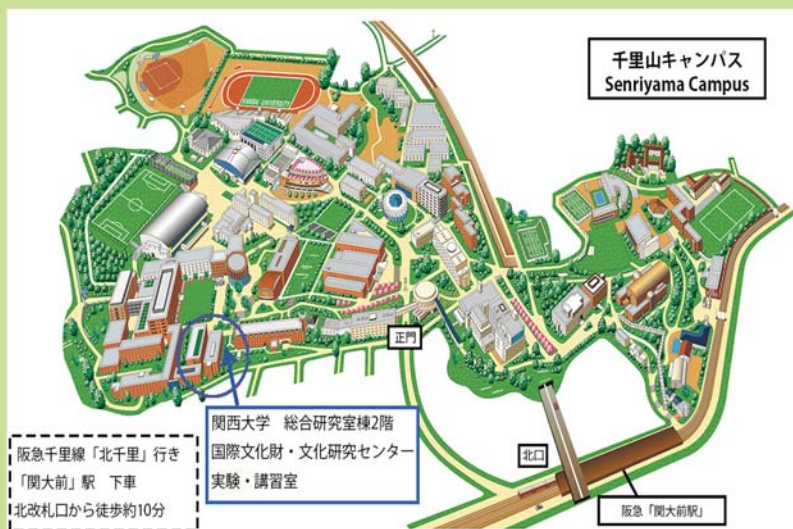 千里山キャンパス
Senriyama Campus
KANSAI UNIVERSITY
正門
関西大学　総合研究室棟2階
国際文化財・文化研究センター
実験・講習室
北口
阪急千里線「北千里」行き
「関大前」駅　下車
北改札口から徒歩約10分
阪急「関大前駅」